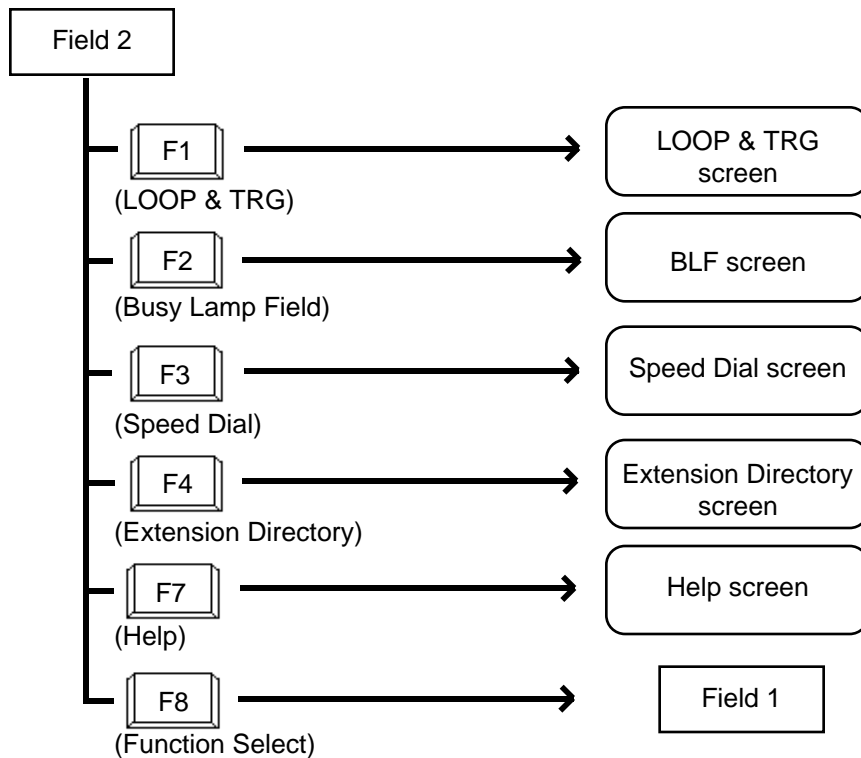 Field 2
F1
(LOOP & TRG)
LOOP & TRG
screen
F2
(Busy Lamp Field)
BLF screen
F3
(Speed Dial)
Speed Dial screen
F4
(Extension Directory)
Extension Directory
screen
F7
(Help)
Help screen
F8
(Function Select)
Field 1